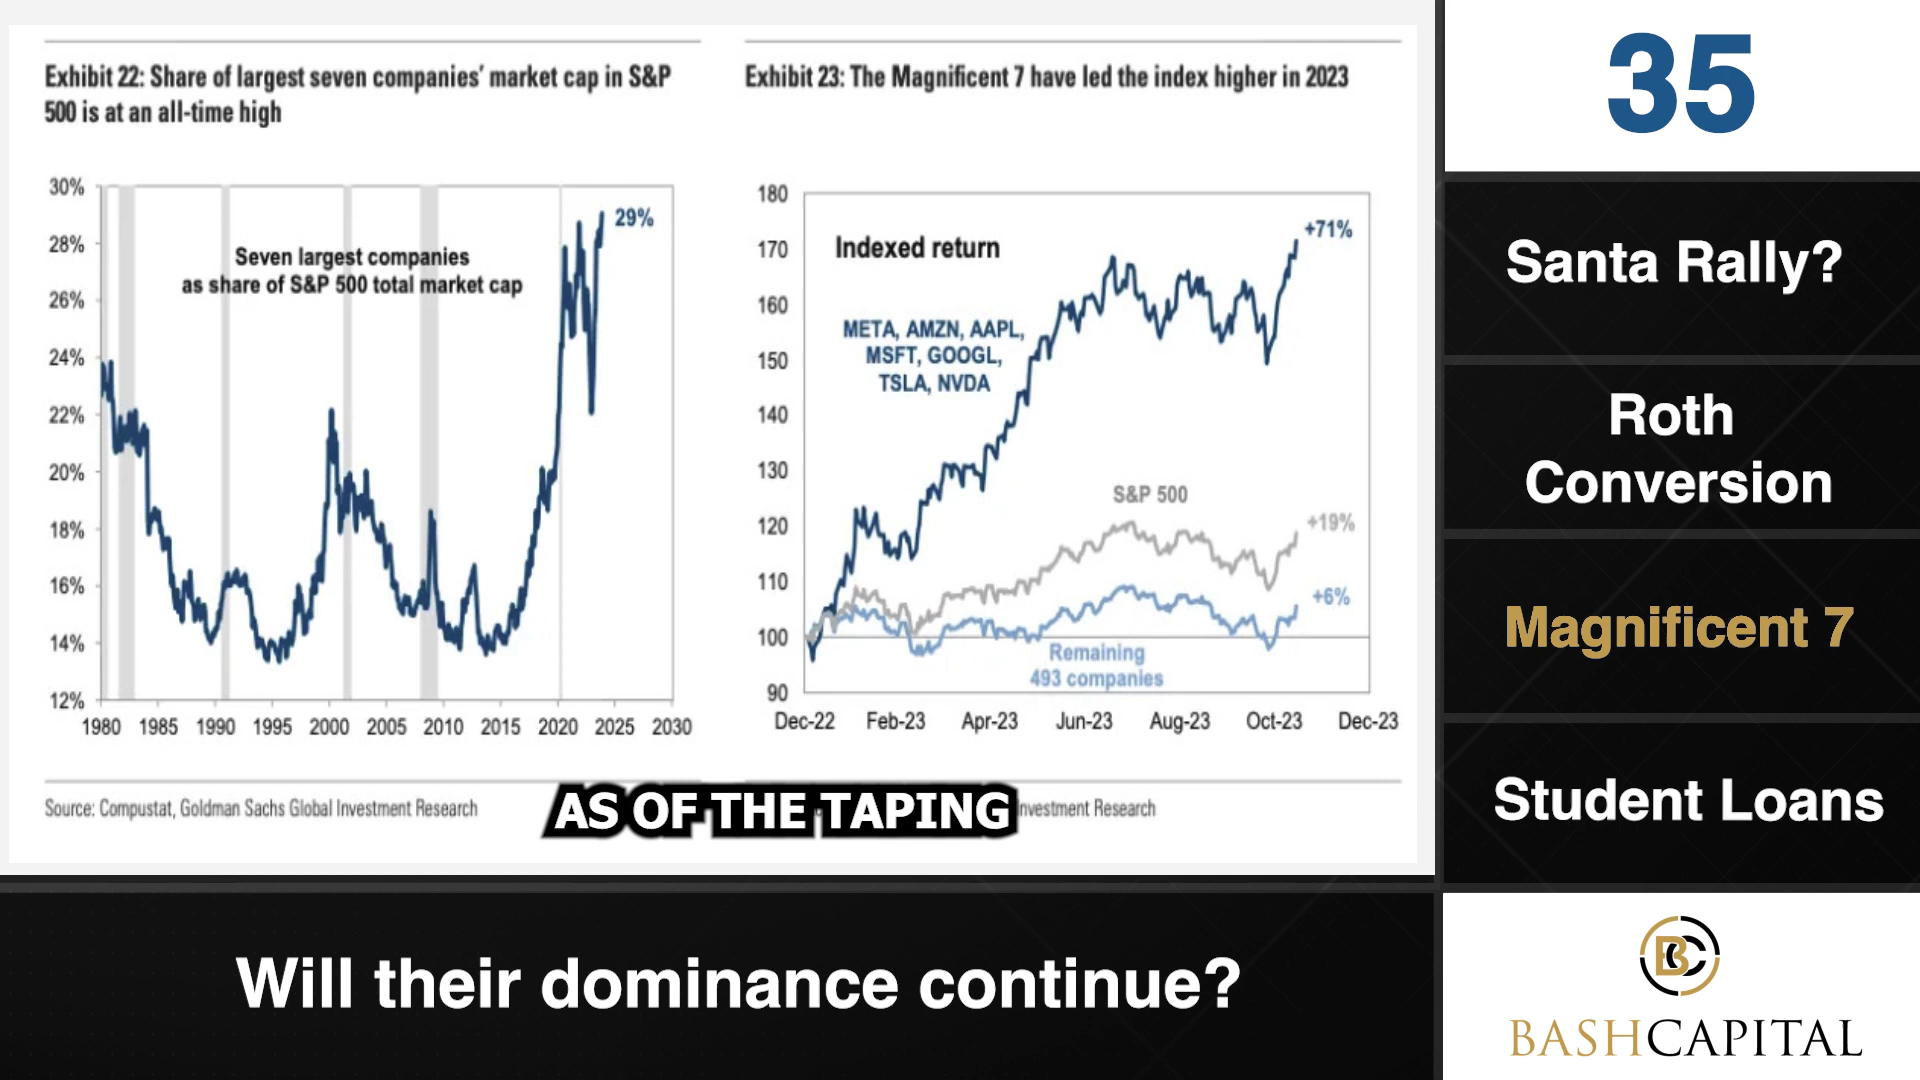 Exhibit 22: Share of largest seven companies' market cap in S&P
500 is at an all-time high
30%
28%
26%
24%
22%
20%
18%
16%
14%
12%
Seven largest companies
as share of S&P 500 total market cap
29%
1980 1985 1990 1995 2000 2005 2010 2015 2020 2025 2030
Source: Compustat, Goldman Sachs Global Investment Research
Exhibit 23: The Magnificent 7 have led the index higher in 2023
180
170
160
150
140
130
120
110
100
90
Indexed return
META, AMZN, AAPL,
MSFT, GOOGL,
TSLA, NVDA
+71%
S&P 500
+19%
+6%
Remaining
493 companies
Dec-22 Feb-23 Apr-23 Jun-23 Aug-23 Oct-23 Dec-23
Investment Research
AS OF THE TAPING
35
Santa Rally?
Roth
Conversion
Magnificent 7
Student Loans
Will their dominance continue?
BC
BASHCAPITAL